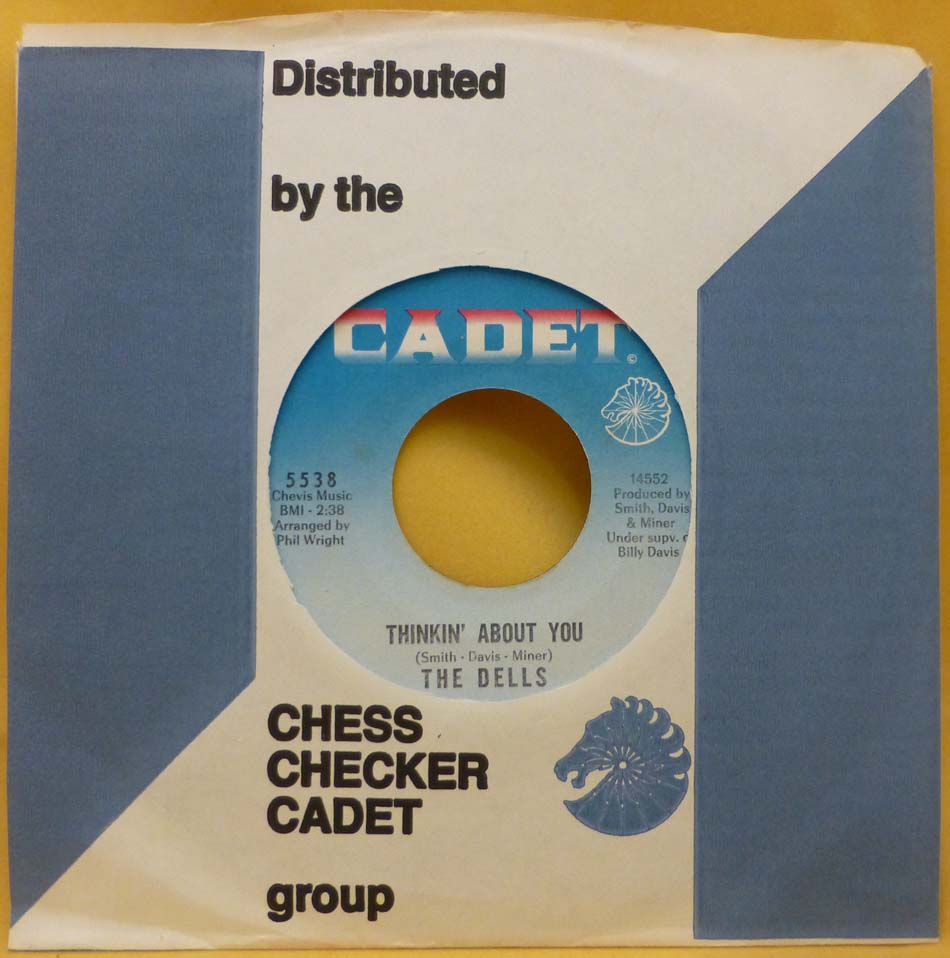 Distributed
by the
CADET
©
5538
Chevis Music
BMI - 2:38
Arranged by
Phil Wright
14552
Produced by
Smith, Davis
& Miner
Under supv.
Billy Davis
THINKIN' ABOUT YOU
(Smith - Davis - Miner)
THE DELLS
CHESS
CHECKER
CADET
group